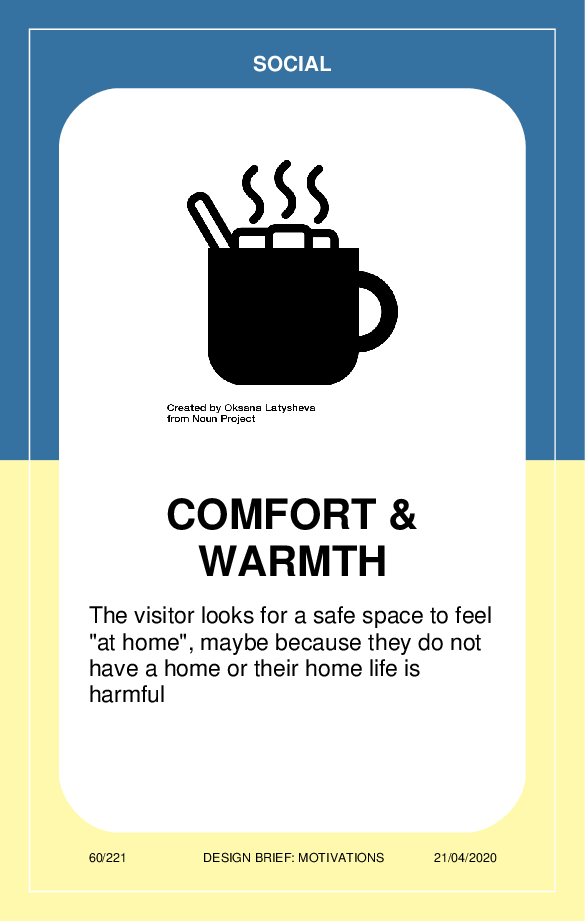 SOCIAL
Created by Oksana Latysheva
from Noun Project
COMFORT &
WARMTH
The visitor looks for a safe space to feel
"at home", maybe because they do not
have a home or their home life is
harmful
60/221 DESIGN BRIEF: MOTIVATIONS 21/04/2020